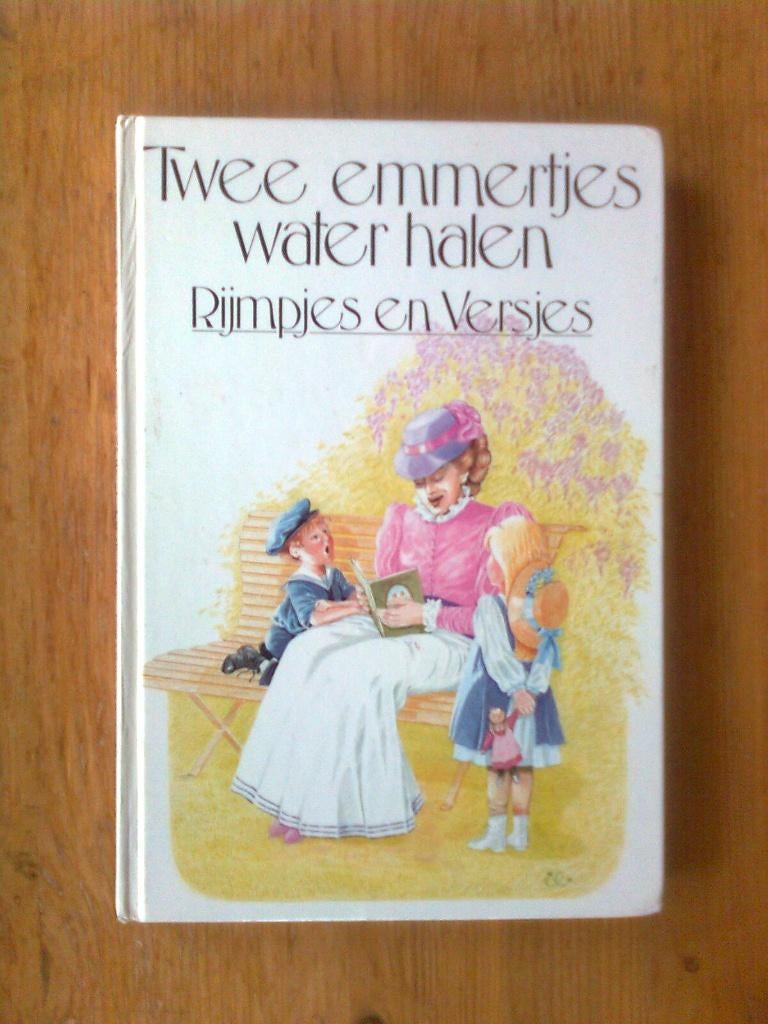 Twee emmertjes
water halen
Rijmpjes en Versjes